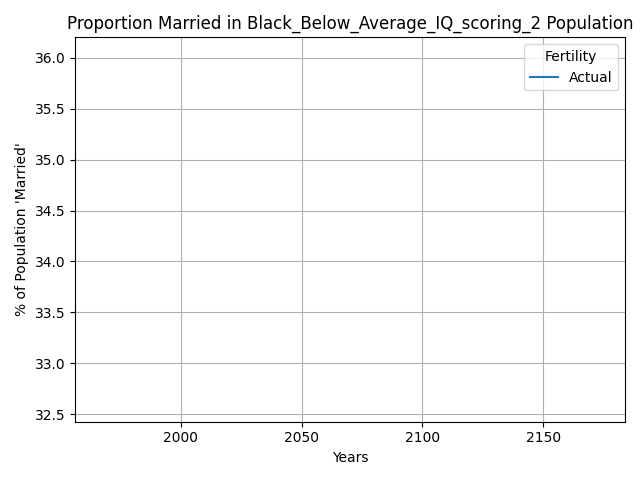 Proportion Married in Black_Below_Average_IQ_scoring_2 Population
Fertility
Actual
36.0
35.5
35.0
34.5
34.0
33.5
33.0
32.5
% of Population 'Married'
2000 2050 2100 2150
Years